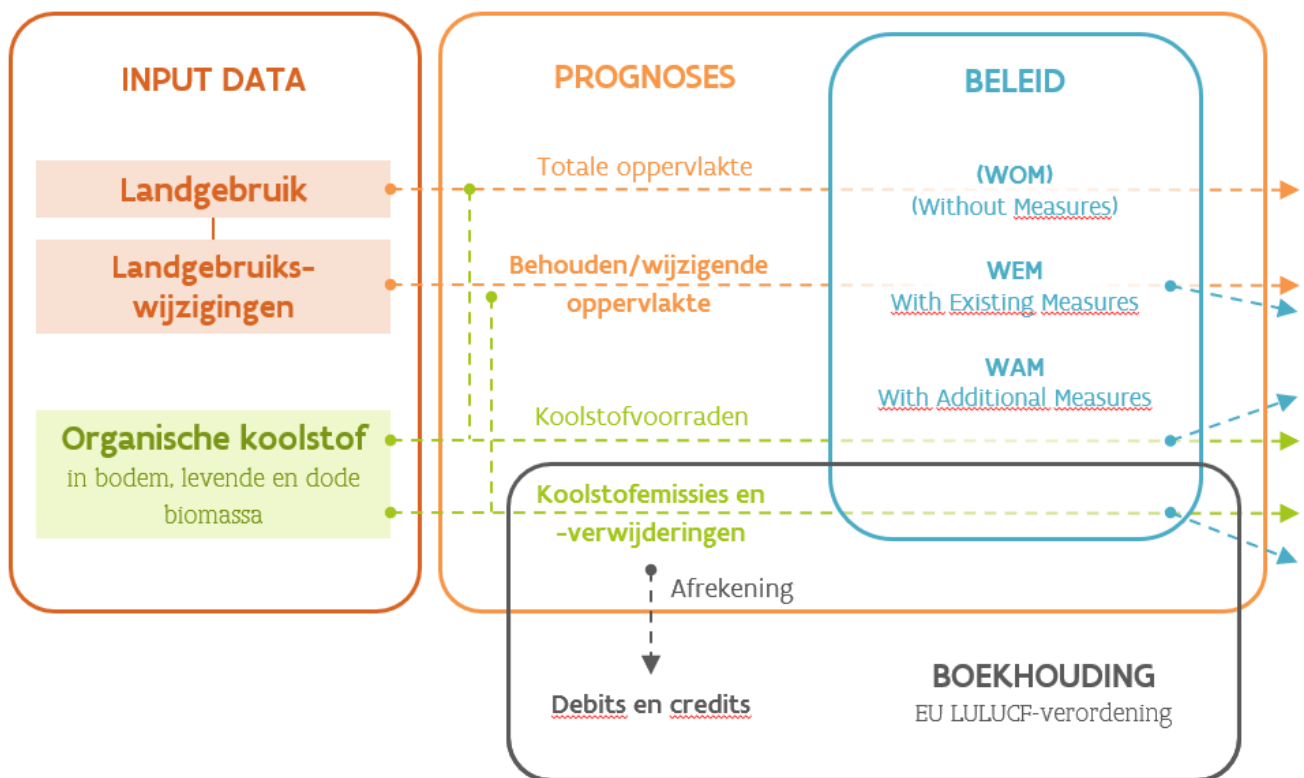 INPUT DATA
Landgebruik
Landgebruiks-
wijzigingen
Organische koolstof
in bodem, levende en dode
biomassa
PROGNOSES
Totale oppervlakte
Behouden/wijzigende
oppervlakte
Koolstofvoorraden
Koolstofemissies en
-verwijderingen
Afrekening
Debits en credits
BELEID
(WOM)
(Without Measures)
WEM
With Existing Measures
WAM
With Additional Measures
BOEKHOUDING
EU LULUCF-verordening